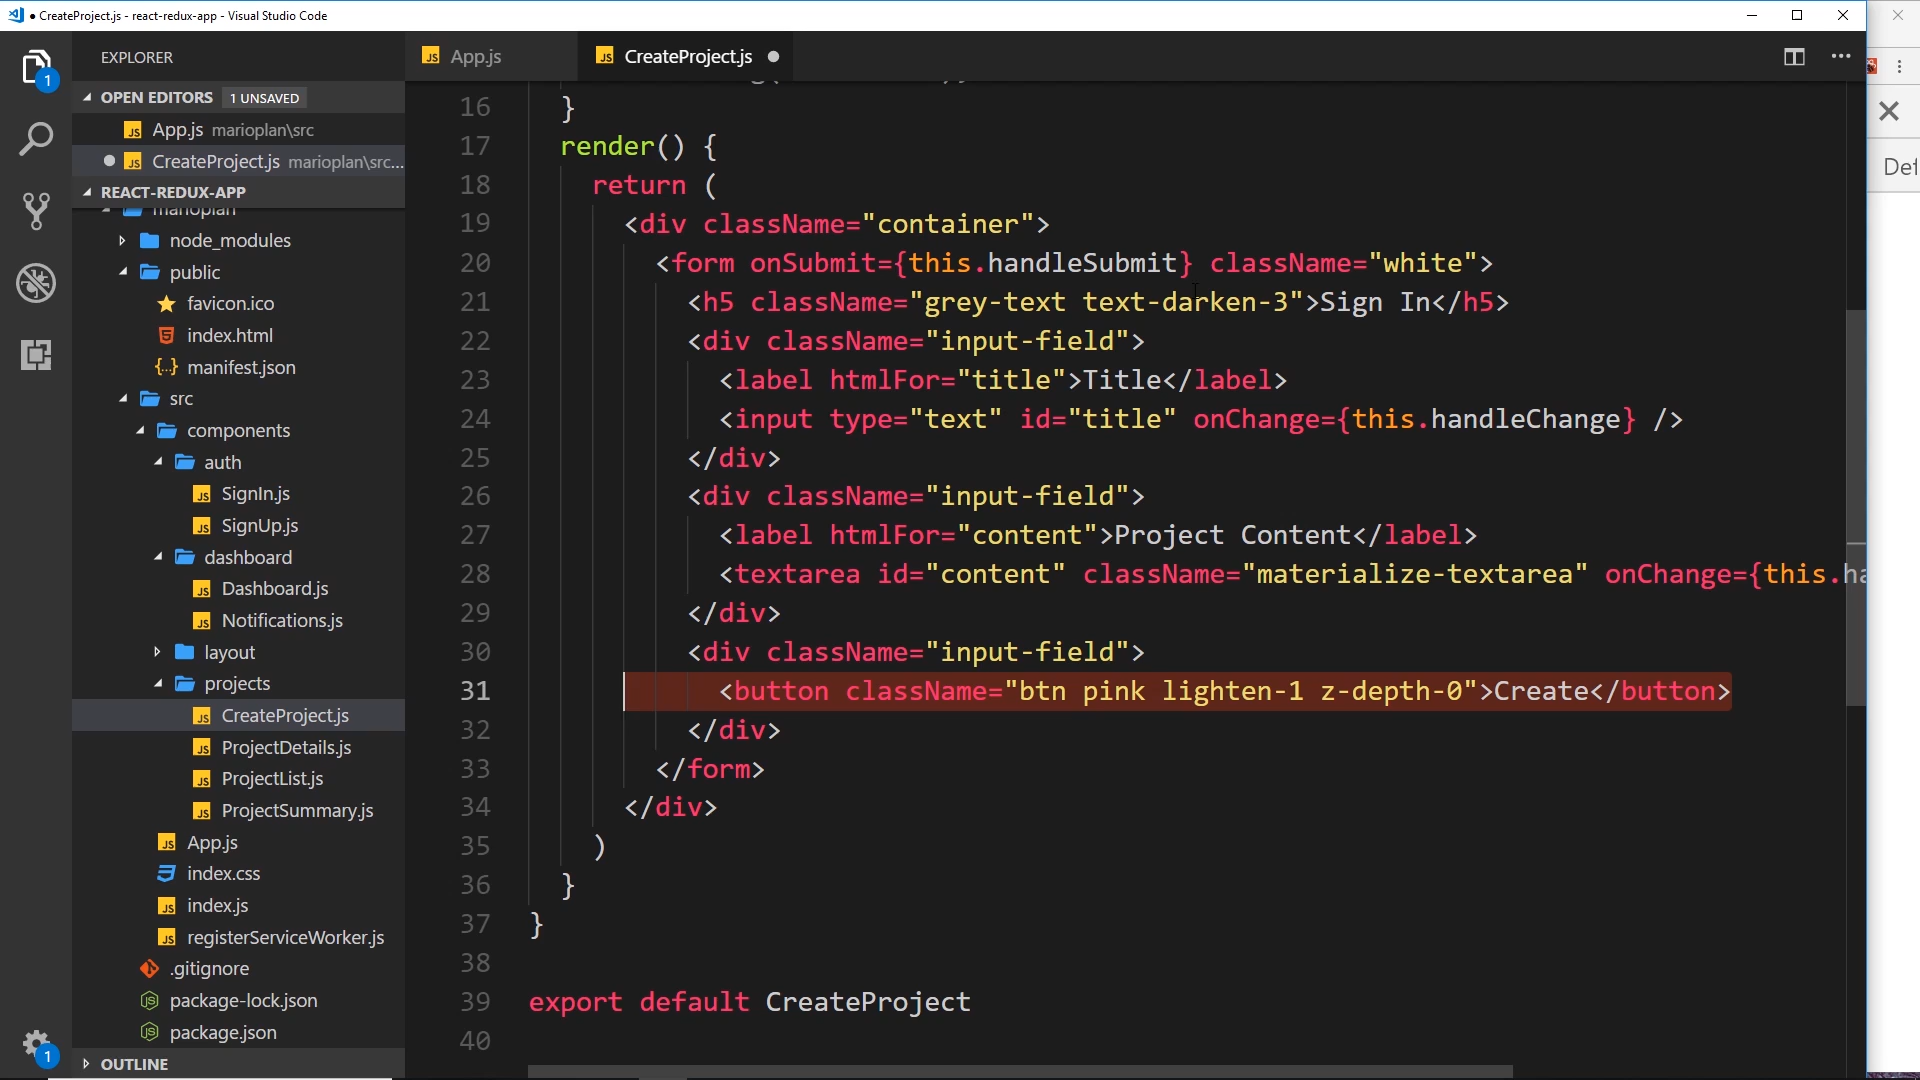 CreateProject.js - react-redux-app - Visual Studio Code
EXPLORER
OPEN EDITORS 1 UNSAVED
App.js marioplan\src
CreateProject.js marioplan\src...
REACT-REDUX-APP
marioplan
node_modules
public
favicon.ico
index.html
manifest.json
src
components
auth
SignIn.js
SignUp.js
dashboard
Dashboard.js
Notifications.js
layout
projects
CreateProject.js
ProjectDetails.js
ProjectList.js
ProjectSummary.js
App.js
index.css
index.js
registerServiceWorker.js
.gitignore
package-lock.json
package.json
OUTLINE
1
1
App.js
CreateProject.js
16 }
17 render() {
18 return (
19 <div className="container">
20 <form onSubmit={this.handleSubmit} className="white">
21 <h5 className="grey-text text-darken-3">Sign In</h5>
22 <div className="input-field">
23 <label htmlFor="title">Title</label>
24 <input type="text" id="title" onChange={this.handleChange} />
25 </div>
26 <div className="input-field">
27 <label htmlFor="content">Project Content</label>
28 <textarea id="content" className="materialize-textarea" onChange={this.ha
29 </div>
30 <div className="input-field">
31 <button className="btn pink lighten-1 z-depth-0">Create</button>
32 </div>
33 </form>
34 </div>
35 )
36 }
37 }
38
39 export default CreateProject
40
Def